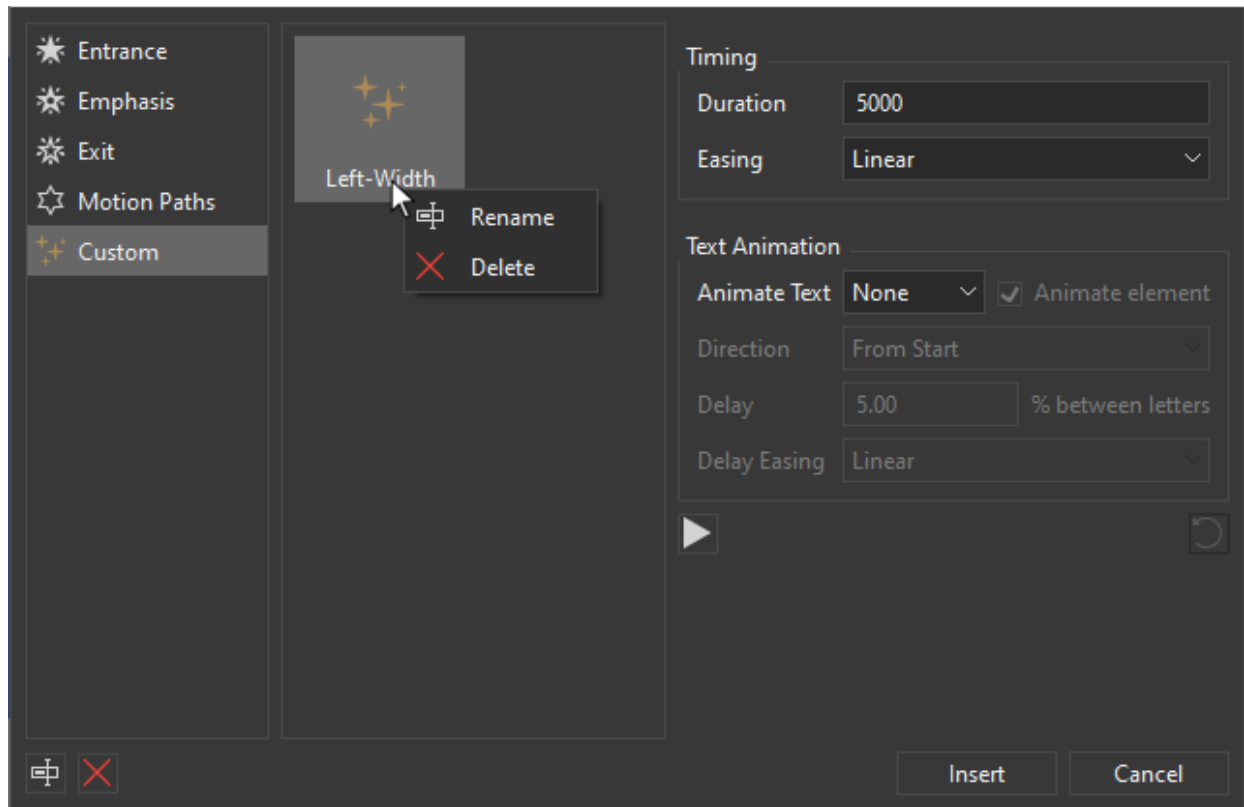 Entrance
Emphasis
Exit
Motion Paths
Custom
Left-Width
Rename
Delete
Timing
Duration 5000
Easing Linear
Text Animation
Animate Text None Animate element
Direction From Start
Delay 5.00 % between letters
Delay Easing Linear
Insert Cancel